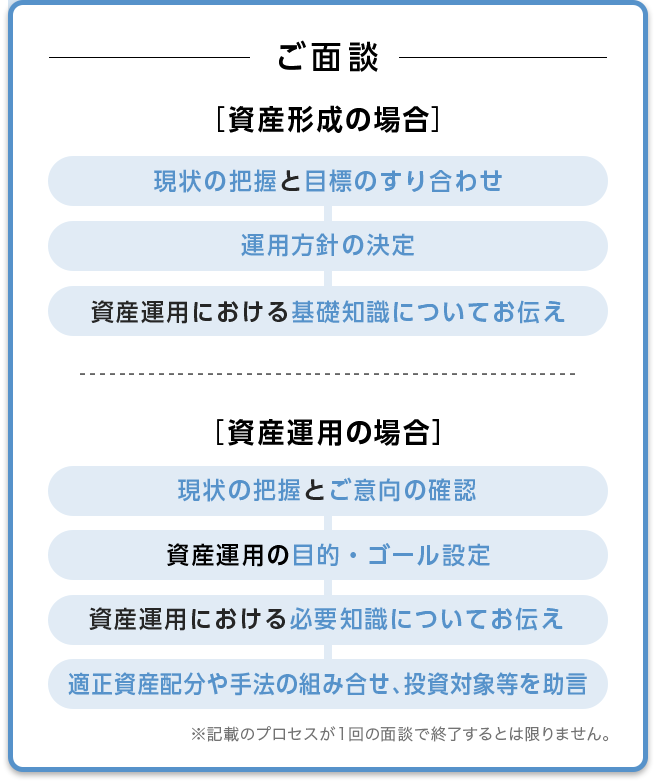 ご面談
［資産形成の場合］
現状の把握と目標のすり合わせ
運用方針の決定
資産運用における基礎知識についてお伝え
［資産運用の場合］
現状の把握とご意向の確認
資産運用の目的・ゴール設定
資産運用における必要知識についてお伝え
適正資産配分や手法の組み合せ、投資対象等を助言
※記載のプロセスが1回の面談で終了するとは限りません。